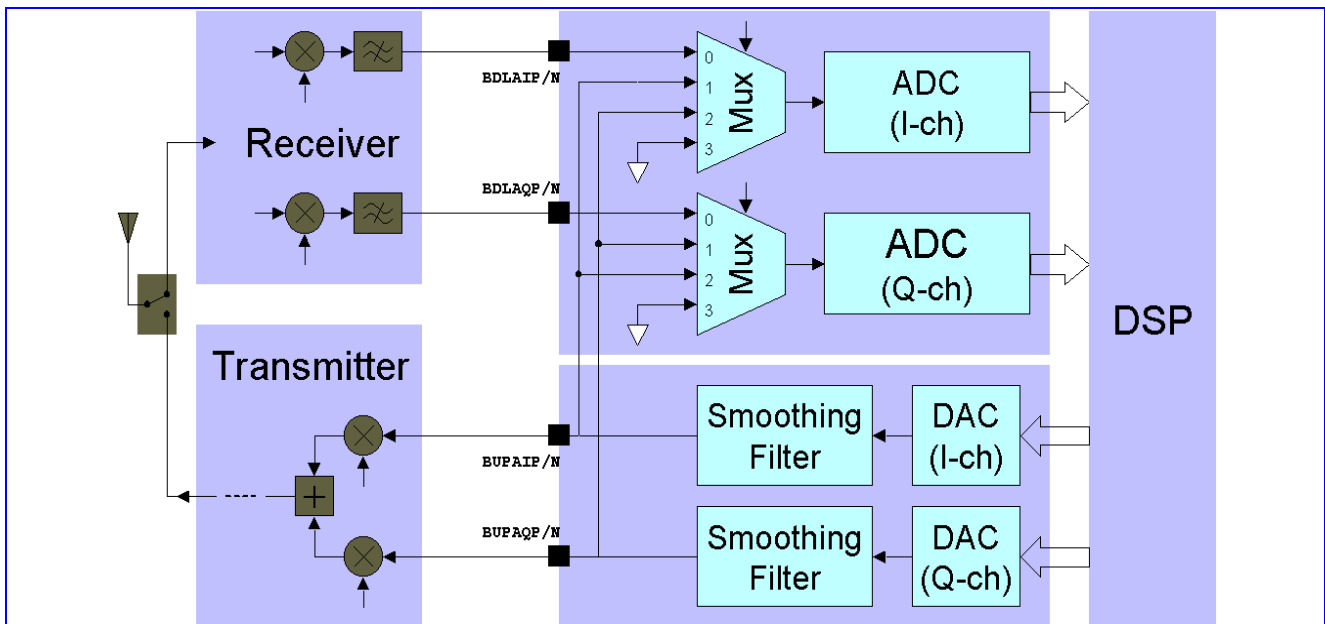 BDLAIP/N
0
1
2
3
Mux
ADC
(I-ch)
Receiver
BDLAQP/N
0
1
2
3
Mux
ADC
(Q-ch)
DSP
Transmitter
Smoothing
Filter
DAC
(I-ch)
BUPAIP/N
+
----
BUPAQP/N
Smoothing
Filter
DAC
(Q-ch)